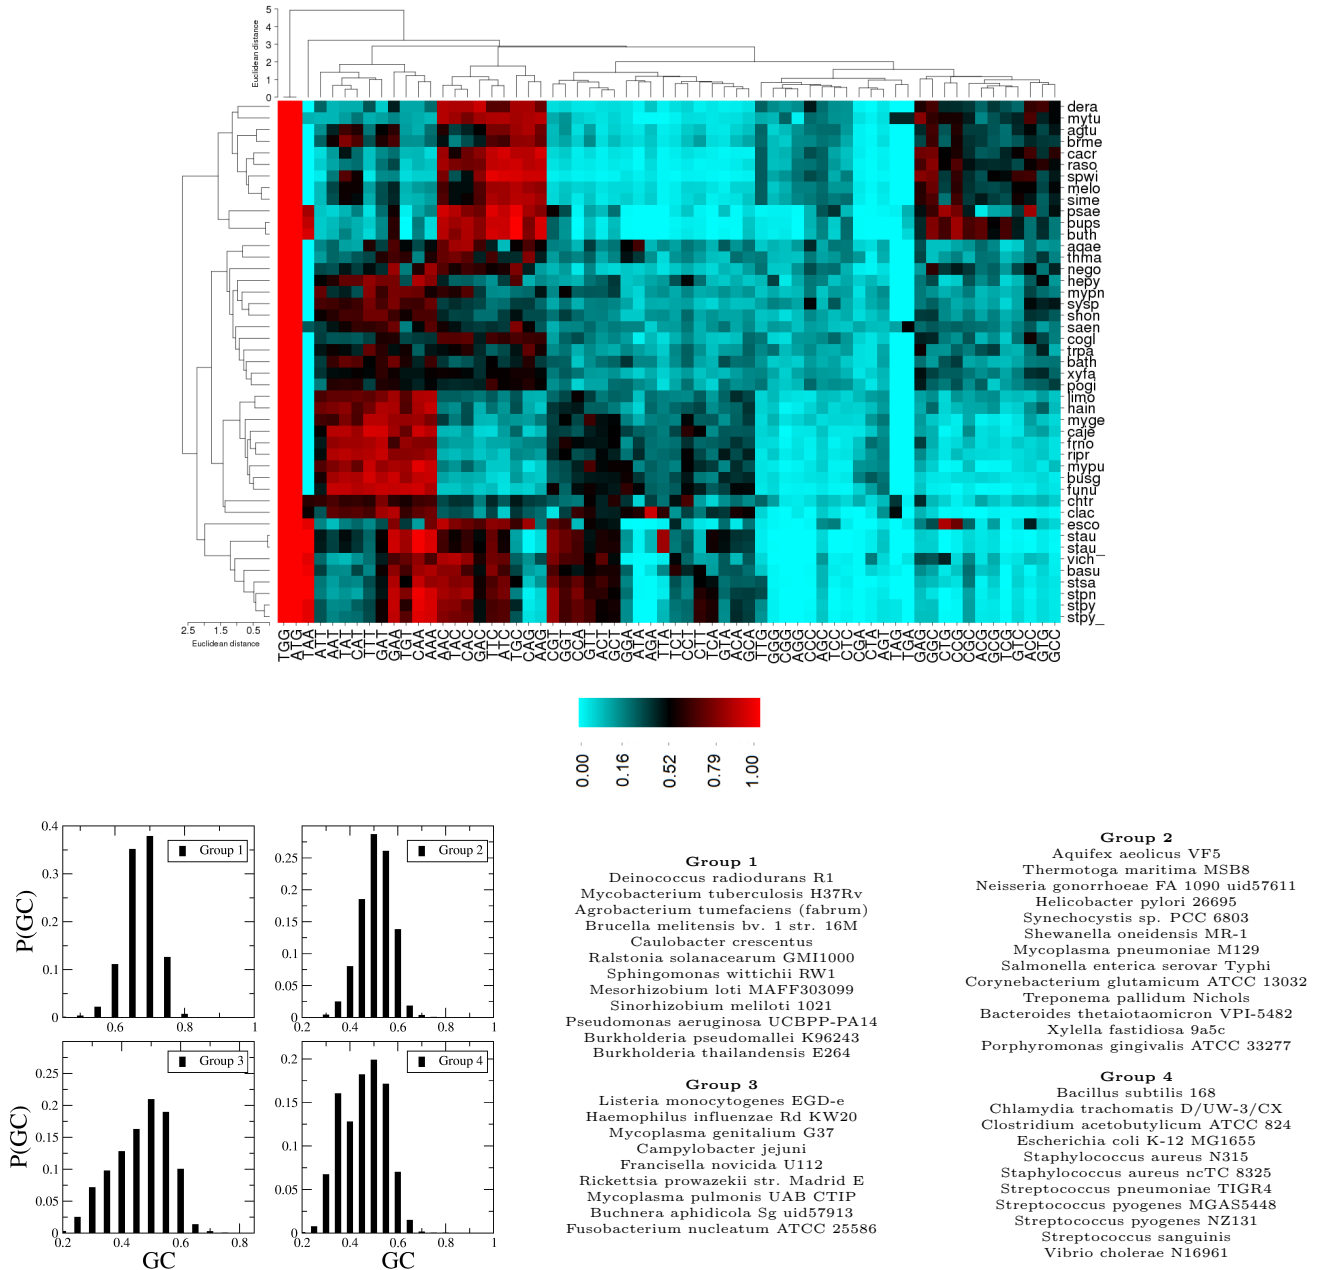 5
4
3
2
1
0
Euclidean distance
dera
mytu
agtu
brme
cacr
raso
spwi
melo
sime
psae
bups
buth
aqae
thma
nego
hepy
mypn
sysp
shon
saen
cogl
trpa
bath
xyfa
pogi
limo
hain
myge
caje
frno
ripr
mypu
busg
funu
chtr
clac
esco
stau
stau_
vich
basu
stsa
stpn
stpy
stpy_
2.5 1.5 0.5
Euclidean distance
TGG
ATG
TAA
ATT
AAT
TAT
CAT
TTT
GAT
GAA
TGT
CAA
AAA
AAC
TAC
CAC
GAC
TTC
ATC
TGC
CAG
AAG
CGT
GGT
CCA
GTT
ACT
GCT
GGA
ATA
AGA
TTA
TCT
CCT
CTT
TCA
GTA
ACA
GCA
TTG
GGG
CGG
AGG
CCC
AGC
TCC
CTC
CGA
CTA
AGT
TAG
TGA
GAG
GGC
CTG
CCG
CGC
ACG
GCG
TCG
GTC
ACC
GTG
GCC
0.00 0.16 0.52 0.79 1.00
P(GC)
0.4
0.3
0.2
0.1
0
0.6 0.8 1
Group 1
0.25
0.2
0.15
0.1
0.05
0
0.2 0.4 0.6 0.8 1
Group 2
P(GC)
0.25
0.2
0.15
0.1
0.05
0
0.2 0.4 0.6 0.8
GC
Group 3
0.2
0.15
0.1
0.05
0
0.4 0.6 0.8 1
GC
Group 4
Group 1
Deinococcus radiodurans R1
Mycobacterium tuberculosis H37Rv
Agrobacterium tumefaciens (fabrum)
Brucella melitensis bv. 1 str. 16M
Caulobacter crescentus
Ralstonia solanacearum GMI1000
Sphingomonas wittichii RW1
Mesorhizobium loti MAFF303099
Sinorhizobium meliloti 1021
Pseudomonas aeruginosa UCBPP-PA14
Burkholderia pseudomallei K96243
Burkholderia thailandensis E264
Group 2
Aquifex aeolicus VF5
Thermotoga maritima MSB8
Neisseria gonorrhoeae FA 1090 uid57611
Helicobacter pylori 26695
Synechocystis sp. PCC 6803
Shewanella oneidensis MR-1
Mycoplasma pneumoniae M129
Salmonella enterica serovar Typhi
Corynebacterium glutamicum ATCC 13032
Treponema pallidum Nichols
Bacteroides thetaiotaomicron VPI-5482
Xylella fastidiosa 9a5c
Porphyromonas gingivalis ATCC 33277
Group 3
Listeria monocytogenes EGD-e
Haemophilus influenzae Rd KW20
Mycoplasma genitalium G37
Campylobacter jejuni
Francisella novicida U112
Rickettsia prowazekii str. Madrid E
Mycoplasma pulmonis UAB CTIP
Buchnera aphidicola Sg uid57913
Fusobacterium nucleatum ATCC 25586
Group 4
Bacillus subtilis 168
Chlamydia trachomatis D/UW-3/CX
Clostridium acetobutylicum ATCC 824
Escherichia coli K-12 MG1655
Staphylococcus aureus N315
Staphylococcus aureus ncTC 8325
Streptococcus pneumoniae TIGR4
Streptococcus pyogenes MGAS5448
Streptococcus pyogenes NZ131
Streptococcus sanguinis
Vibrio cholerae N16961